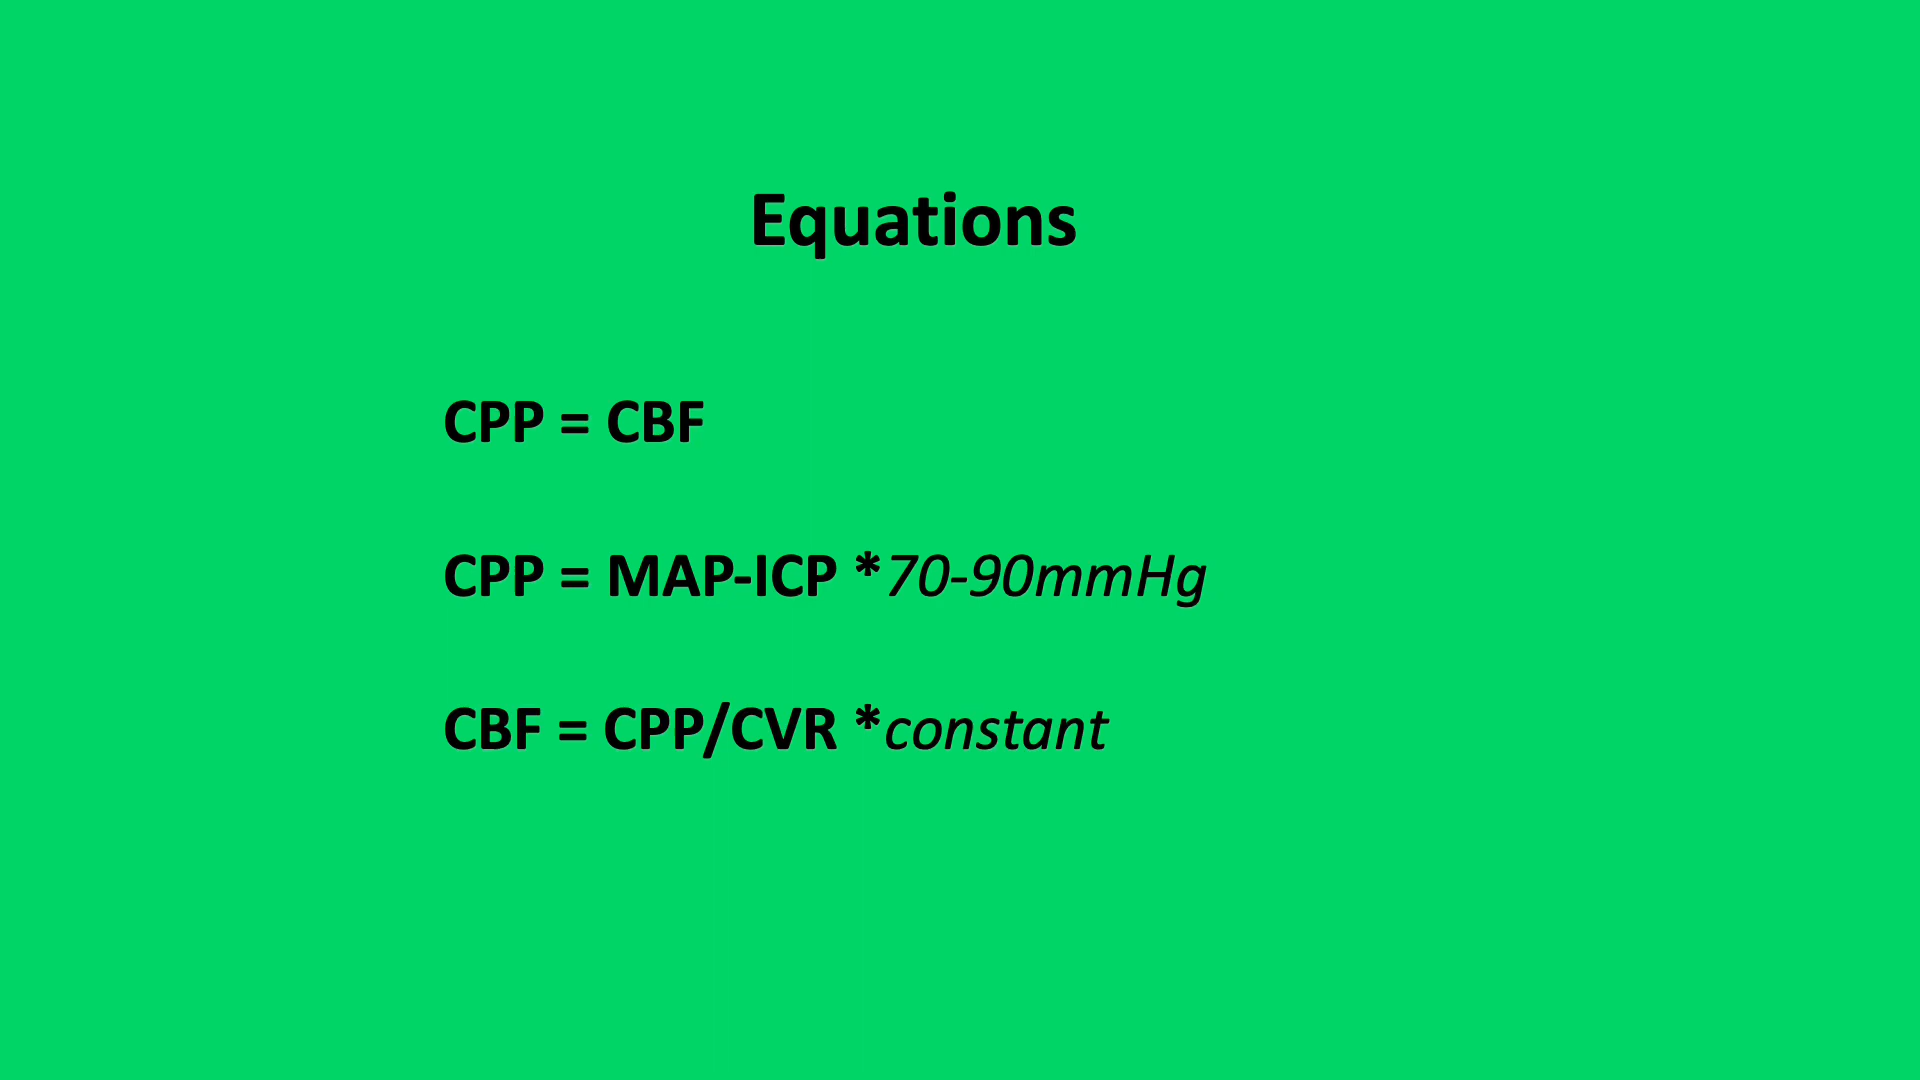 Equations
CPP = CBF
CPP = MAP-ICP *70-90mmHg
CBF = CPP/CVR *constant